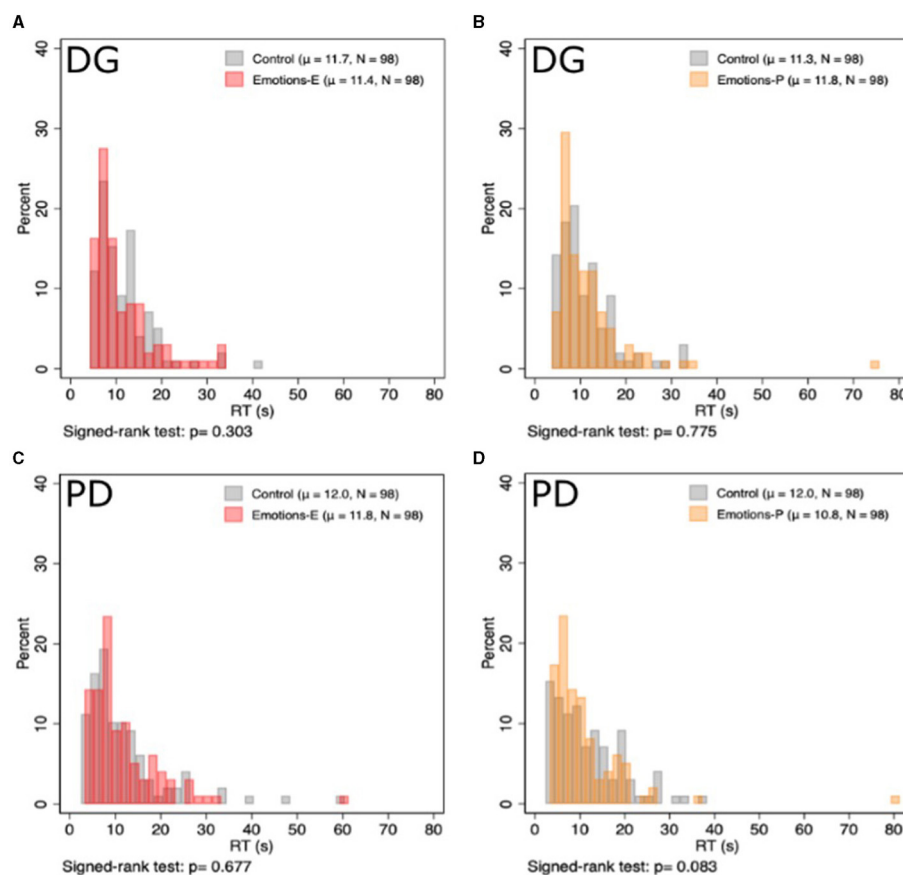 A
DG
Control (μ = 11.7, N = 98)
Emotions-E (μ = 11.4, N = 98)
40
30
20
10
0
Percent
0 10 20 30 40 50 60 70 80
RT (s)
Signed-rank test: p= 0.303
B
DG
Control (μ = 11.3, N = 98)
Emotions-P (μ = 11.8, N = 98)
40
30
20
10
0
Percent
0 10 20 30 40 50 60 70 80
RT (s)
Signed-rank test: p= 0.775
C
PD
Control (μ = 12.0, N = 98)
Emotions-E (μ = 11.8, N = 98)
40
30
20
10
0
Percent
0 10 20 30 40 50 60 70 80
RT (s)
Signed-rank test: p= 0.677
D
PD
Control (μ = 12.0, N = 98)
Emotions-P (μ = 10.8, N = 98)
40
30
20
10
0
Percent
0 10 20 30 40 50 60 70 80
RT (s)
Signed-rank test: p= 0.083